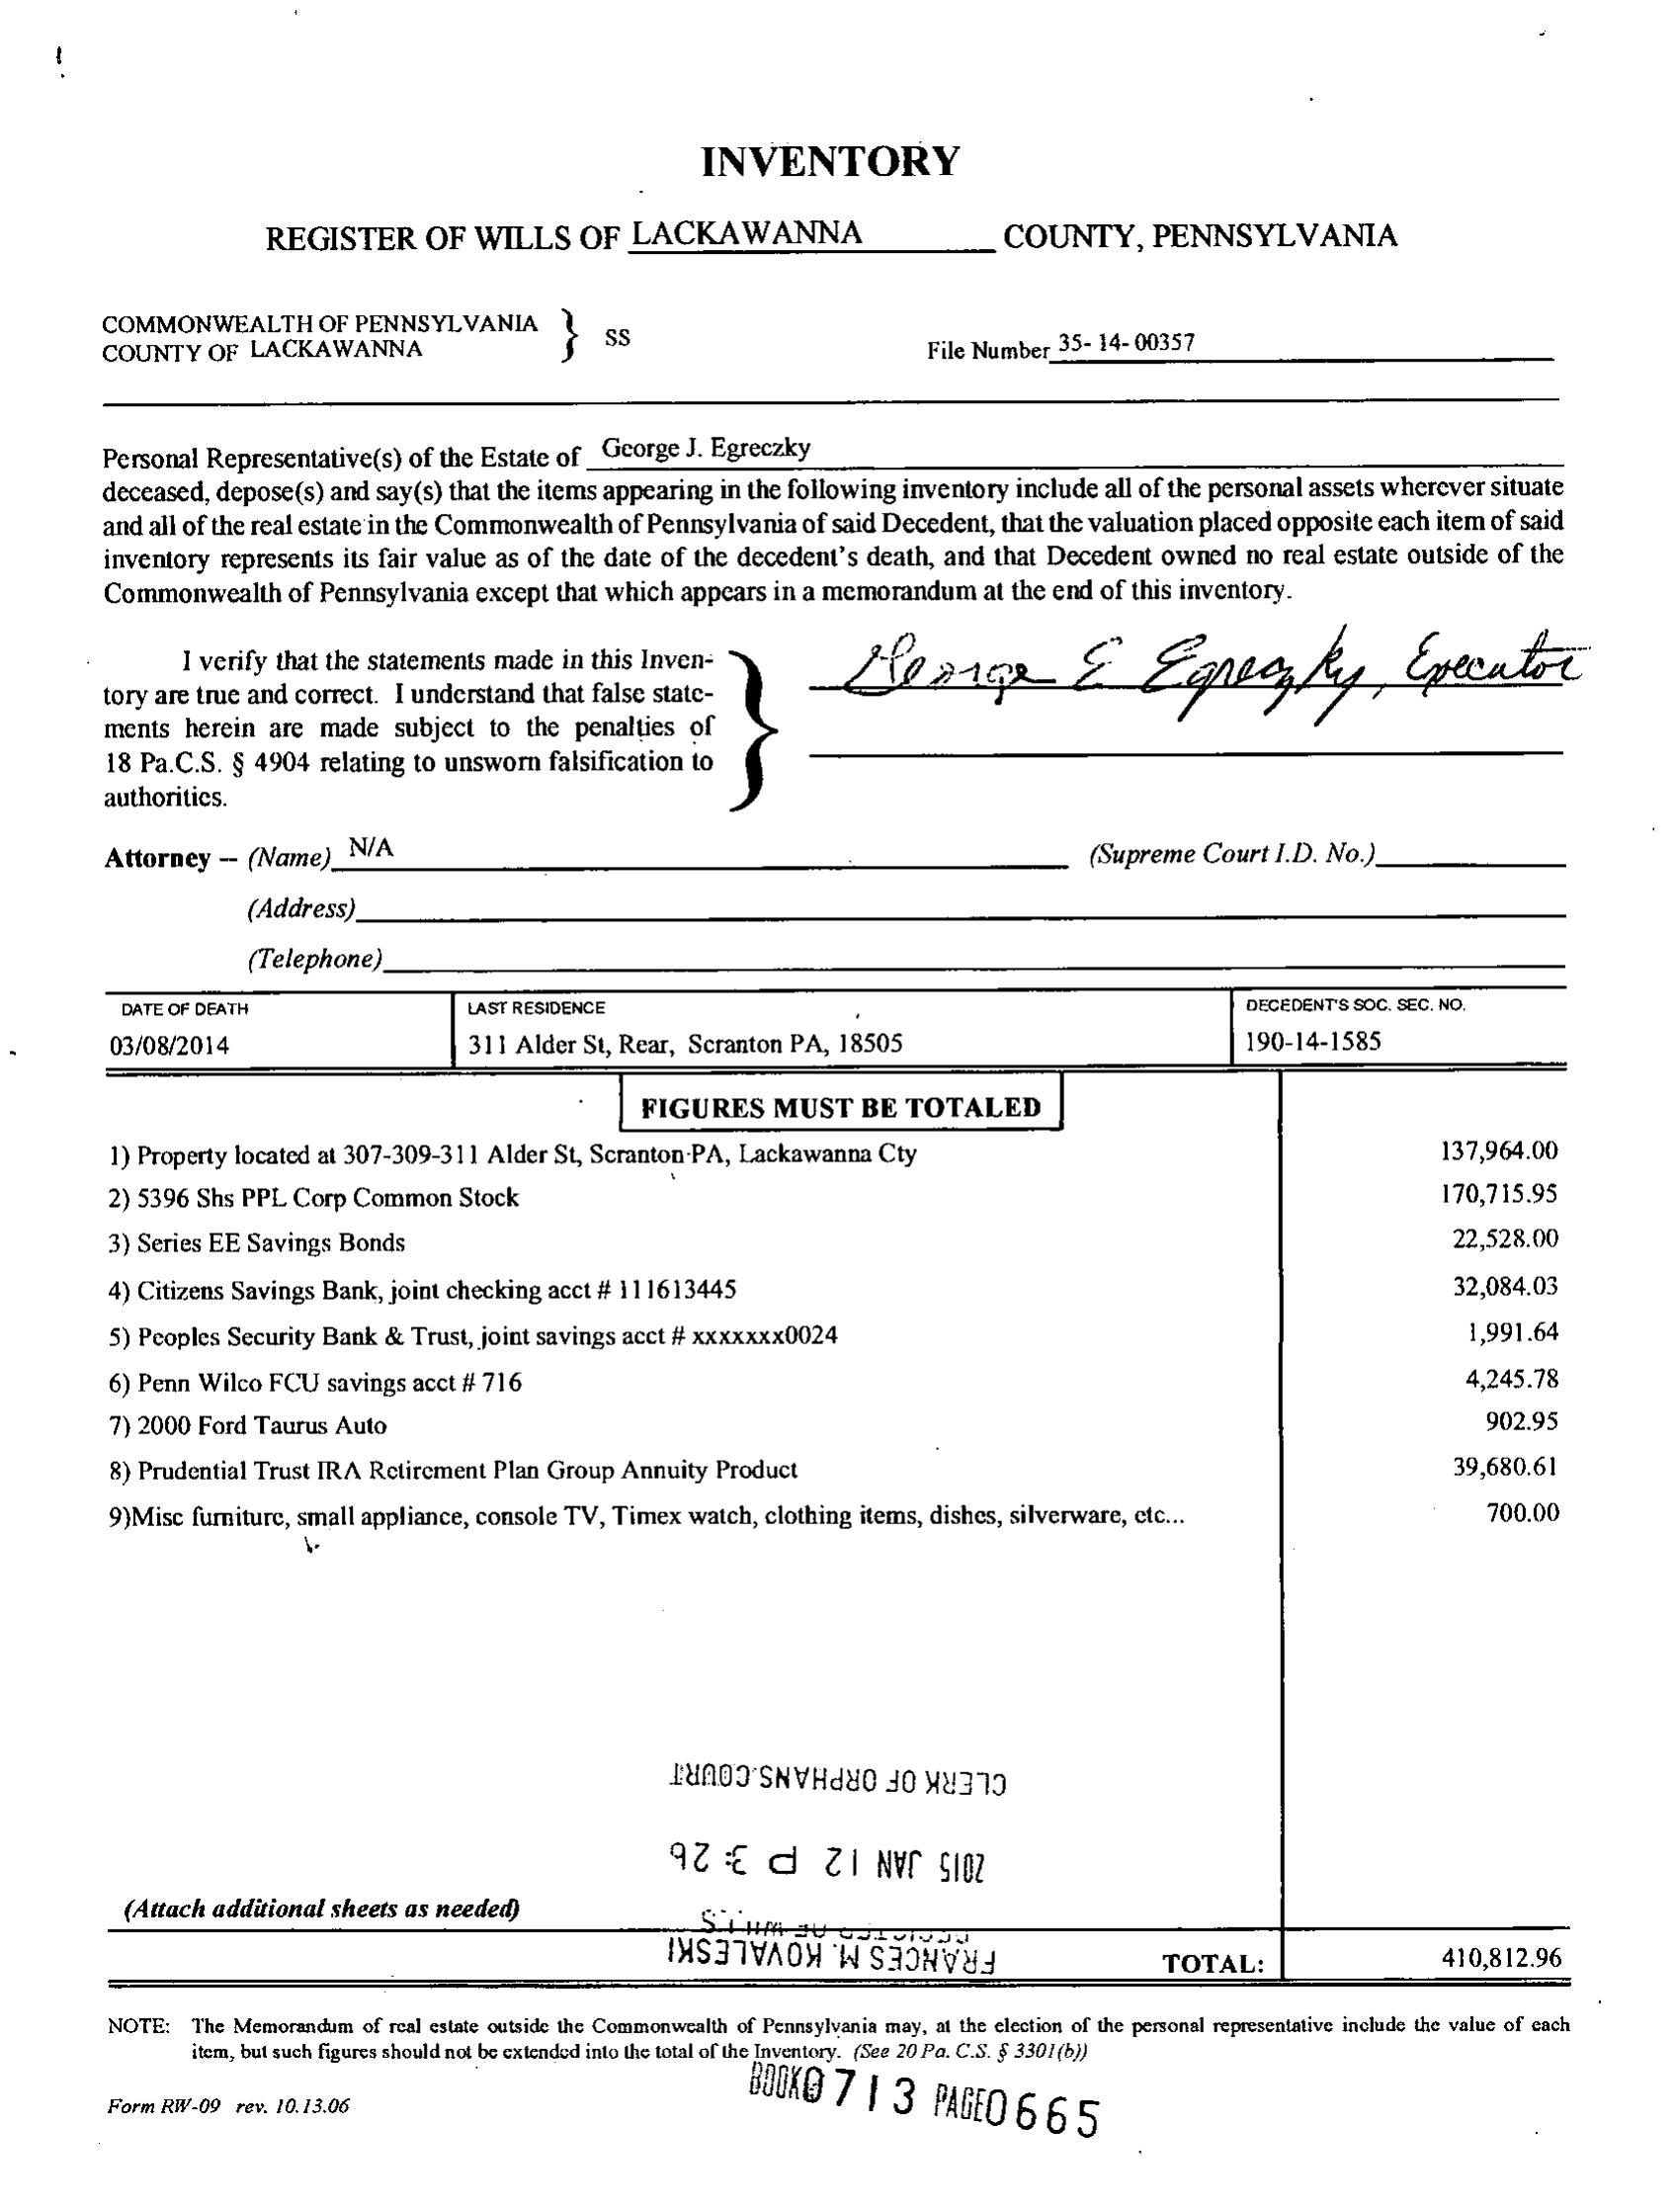 INVENTORY
REGISTER OF WILLS OF LACKAWANNA COUNTY, PENNSYLVANIA
COMMONWEALTH OF PENNSYLVANIA } SS
COUNTY OF LACKAWANNA
File Number 35- 14- 00357
Personal Representative(s) of the Estate of George J. Egreczky
deceased, depose(s) and say(s) that the items appearing in the following inventory include all of the personal assets wherever situate
and all of the real estate in the Commonwealth of Pennsylvania of said Decedent, that the valuation placed opposite each item of said
inventory represents its fair value as of the date of the decedent's death, and that Decedent owned no real estate outside of the
Commonwealth of Pennsylvania except that which appears in a memorandum at the end of this inventory.
I verify that the statements made in this Inven-
tory are true and correct. I understand that false state-
ments herein are made subject to the penalties of
18 Pa.C.S. § 4904 relating to unsworn falsification to
authorities.
George E Egreczky, Executor
Attorney -- (Name) N/A (Supreme Court I.D. No.)
(Address)
(Telephone)
DATE OF DEATH LAST RESIDENCE DECEDENT'S SOC. SEC. NO.
03/08/2014 311 Alder St, Rear, Scranton PA, 18505 190-14-1585
FIGURES MUST BE TOTALED
1) Property located at 307-309-311 Alder St, Scranton PA, Lackawanna Cty 137,964.00
2) 5396 Shs PPL Corp Common Stock 170,715.95
3) Series EE Savings Bonds 22,528.00
4) Citizens Savings Bank, joint checking acct # 111613445 32,084.03
5) Peoples Security Bank & Trust, joint savings acct # xxxxxxx0024 1,991.64
6) Penn Wilco FCU savings acct # 716 4,245.78
7) 2000 Ford Taurus Auto 902.95
8) Prudential Trust IRA Retirement Plan Group Annuity Product 39,680.61
9)Misc furniture, small appliance, console TV, Timex watch, clothing items, dishes, silverware, etc... 700.00
CLERK OF ORPHANS COURT
2015 JAN 12 P 3: 26
(Attach additional sheets as needed)
REGISTER OF WILLS
FRANCES M. KOVALESKI
TOTAL: 410,812.96
NOTE: The Memorandum of real estate outside the Commonwealth of Pennsylvania may, at the election of the personal representative include the value of each
item, but such figures should not be extended into the total of the Inventory. (See 20 Pa. C.S. § 3301(b))
BOOK 0713 PAGE 0665
Form RW-09 rev. 10.13.06